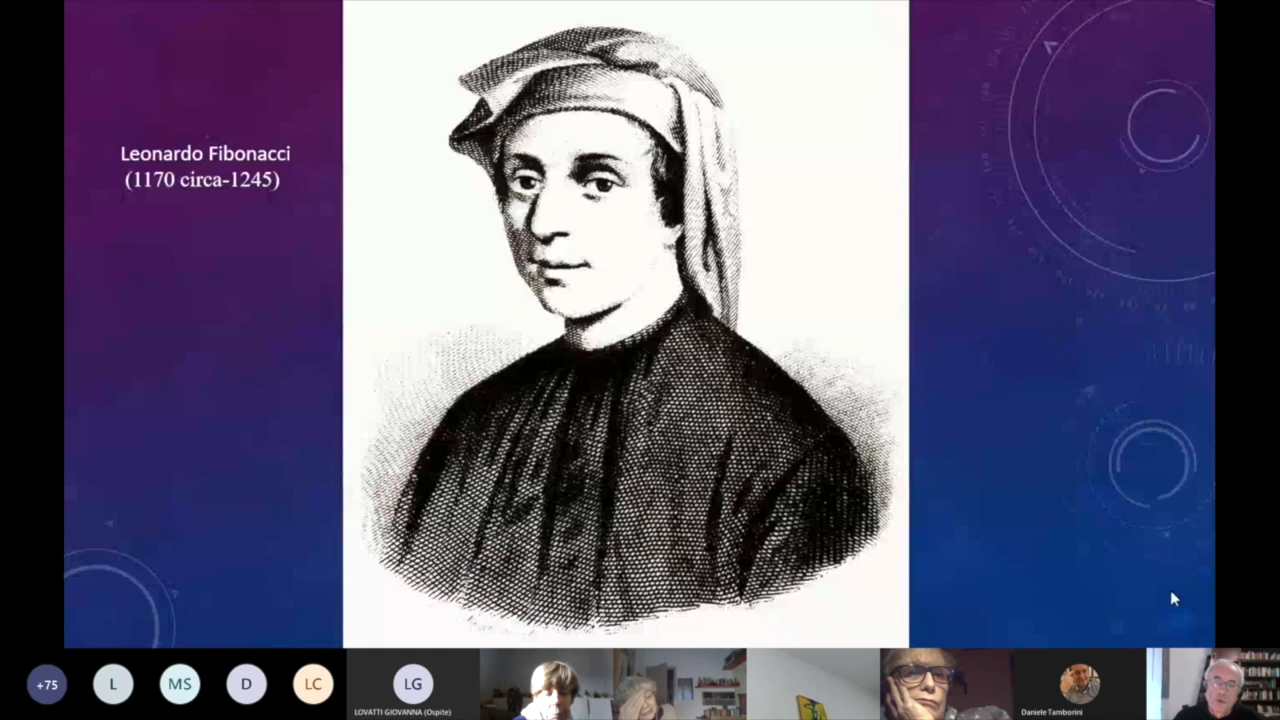 Leonardo Fibonacci
(1170 circa-1245)
+75
L
MS
D
LC
LG
LOVATTI GIOVANNA (Ospite)
Daniele Tamborini